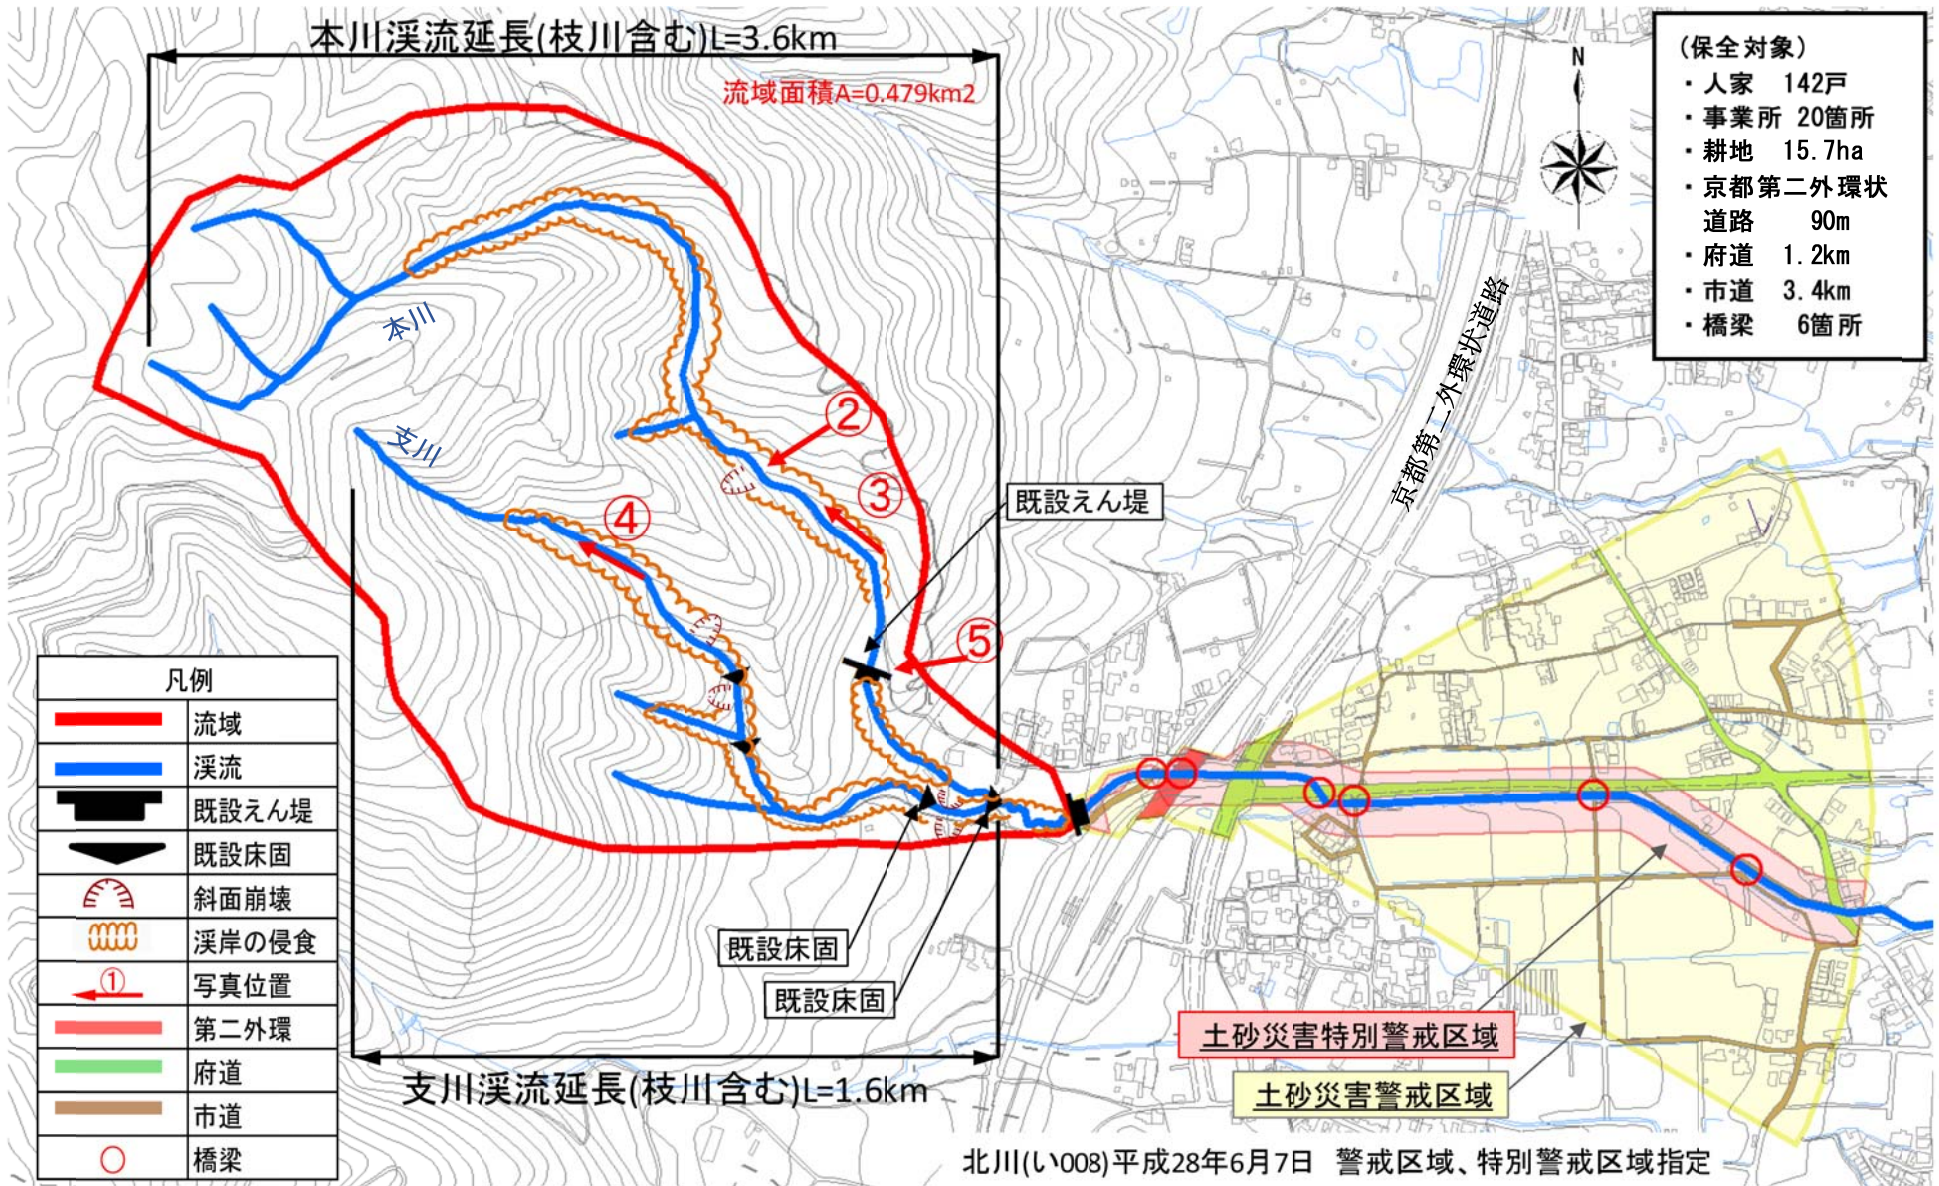 本川渓流延長(枝川含む)L=3.6km
流域面積A=0.479km2
N
(保全対象)
・人家 142戸
・事業所 20箇所
・耕地 15.7ha
・京都第二外環状
道路 90m
・府道 1.2km
・市道 3.4km
・橋梁 6箇所
京都第二外環状道路
本川
支川
②
③
④
⑤
既設えん堤
既設床固
既設床固
凡例
流域
渓流
既設えん堤
既設床固
斜面崩壊
渓岸の侵食
① 写真位置
第二外環
府道
市道
橋梁
支川渓流延長(枝川含む)L=1.6km
土砂災害特別警戒区域
土砂災害警戒区域
北川(い008)平成28年6月7日 警戒区域、特別警戒区域指定